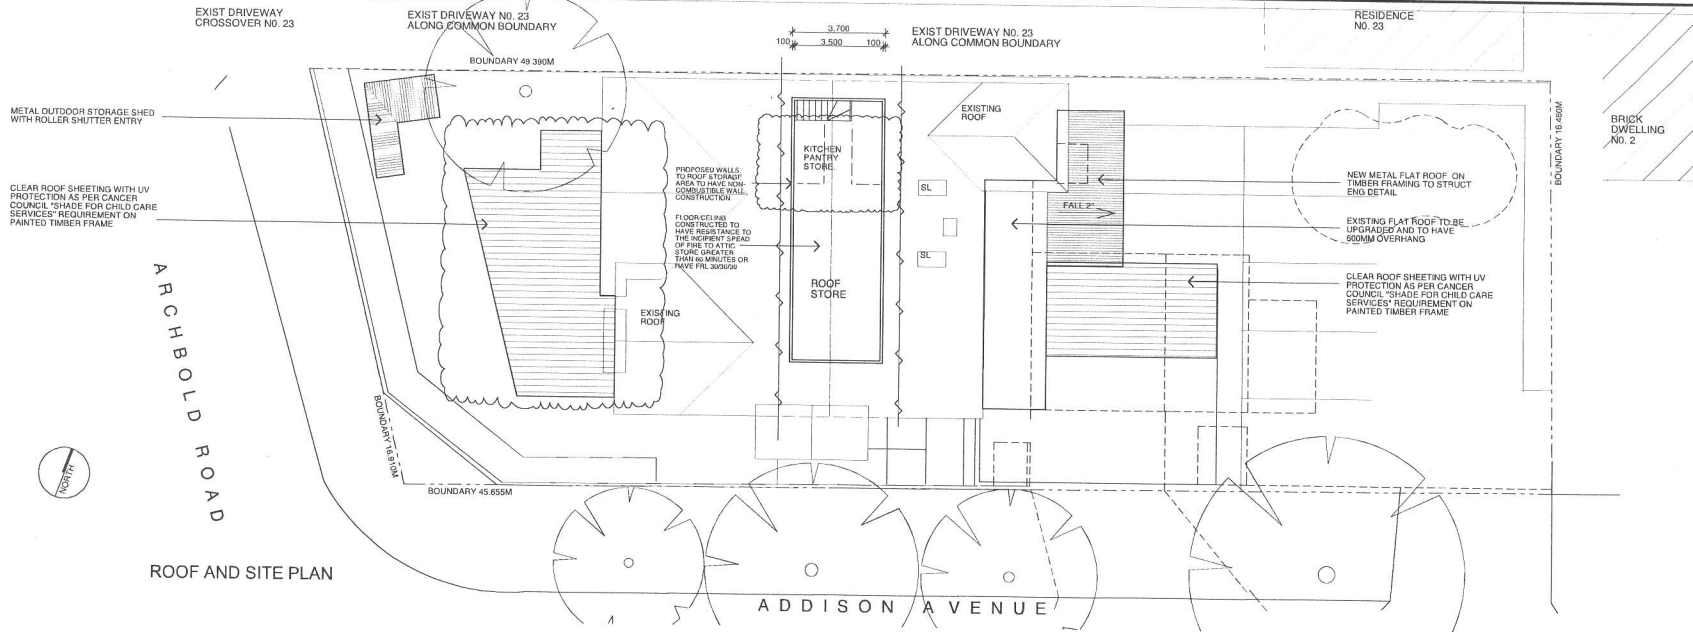 EXIST DRIVEWAY
CROSSOVER N0. 23
EXIST DRIVEWAY N0. 23
ALONG COMMON BOUNDARY
BOUNDARY 49 390M
3,700
100
3,500
100
EXIST DRIVEWAY N0. 23
ALONG COMMON BOUNDARY
RESIDENCE
N0. 23
METAL OUTDOOR STORAGE SHED
WITH ROLLER SHUTTER ENTRY
EXISTING
ROOF
BOUNDARY 16 460M
BRICK
DWELLING
N0. 2
KITCHEN
PANTRY
STORE.
PROPOSED WALLS
TO ROOF STORAGE
AREA TO HAVE NON-
COMBUSTIBLE WALL
CONSTRUCTION
SL
NEW METAL FLAT ROOF ON
TIMBER FRAMING TO STRUCT
ENG DETAIL
CLEAR ROOF SHEETING WITH UV
PROTECTION AS PER CANCER
COUNCIL "SHADE FOR CHILD CARE
SERVICES" REQUIREMENT ON
PAINTED TIMBER FRAME
FALL 2°
FLOOR/CELING
CONSTRUCTED TO
HAVE RESISTANCE TO
THE INCIPIENT SPEAD
OF FIRE TO ATTIC
STORE GREATER
THAN 60 MINUTES OR
HAVE FRL 30/30/30
EXISTING FLAT ROOF TO BE
UPGRADED AND TO HAVE
600MM OVERHANG
SL
ROOF
STORE
CLEAR ROOF SHEETING WITH UV
PROTECTION AS PER CANCER
COUNCIL "SHADE FOR CHILD CARE
SERVICES" REQUIREMENT ON
PAINTED TIMBER FRAME
EXISTING
ROOF
ARCHBOLD ROAD
BOUNDARY 16.910M
NORTH
BOUNDARY 45.655M
ROOF AND SITE PLAN
ADDISON AVENUE